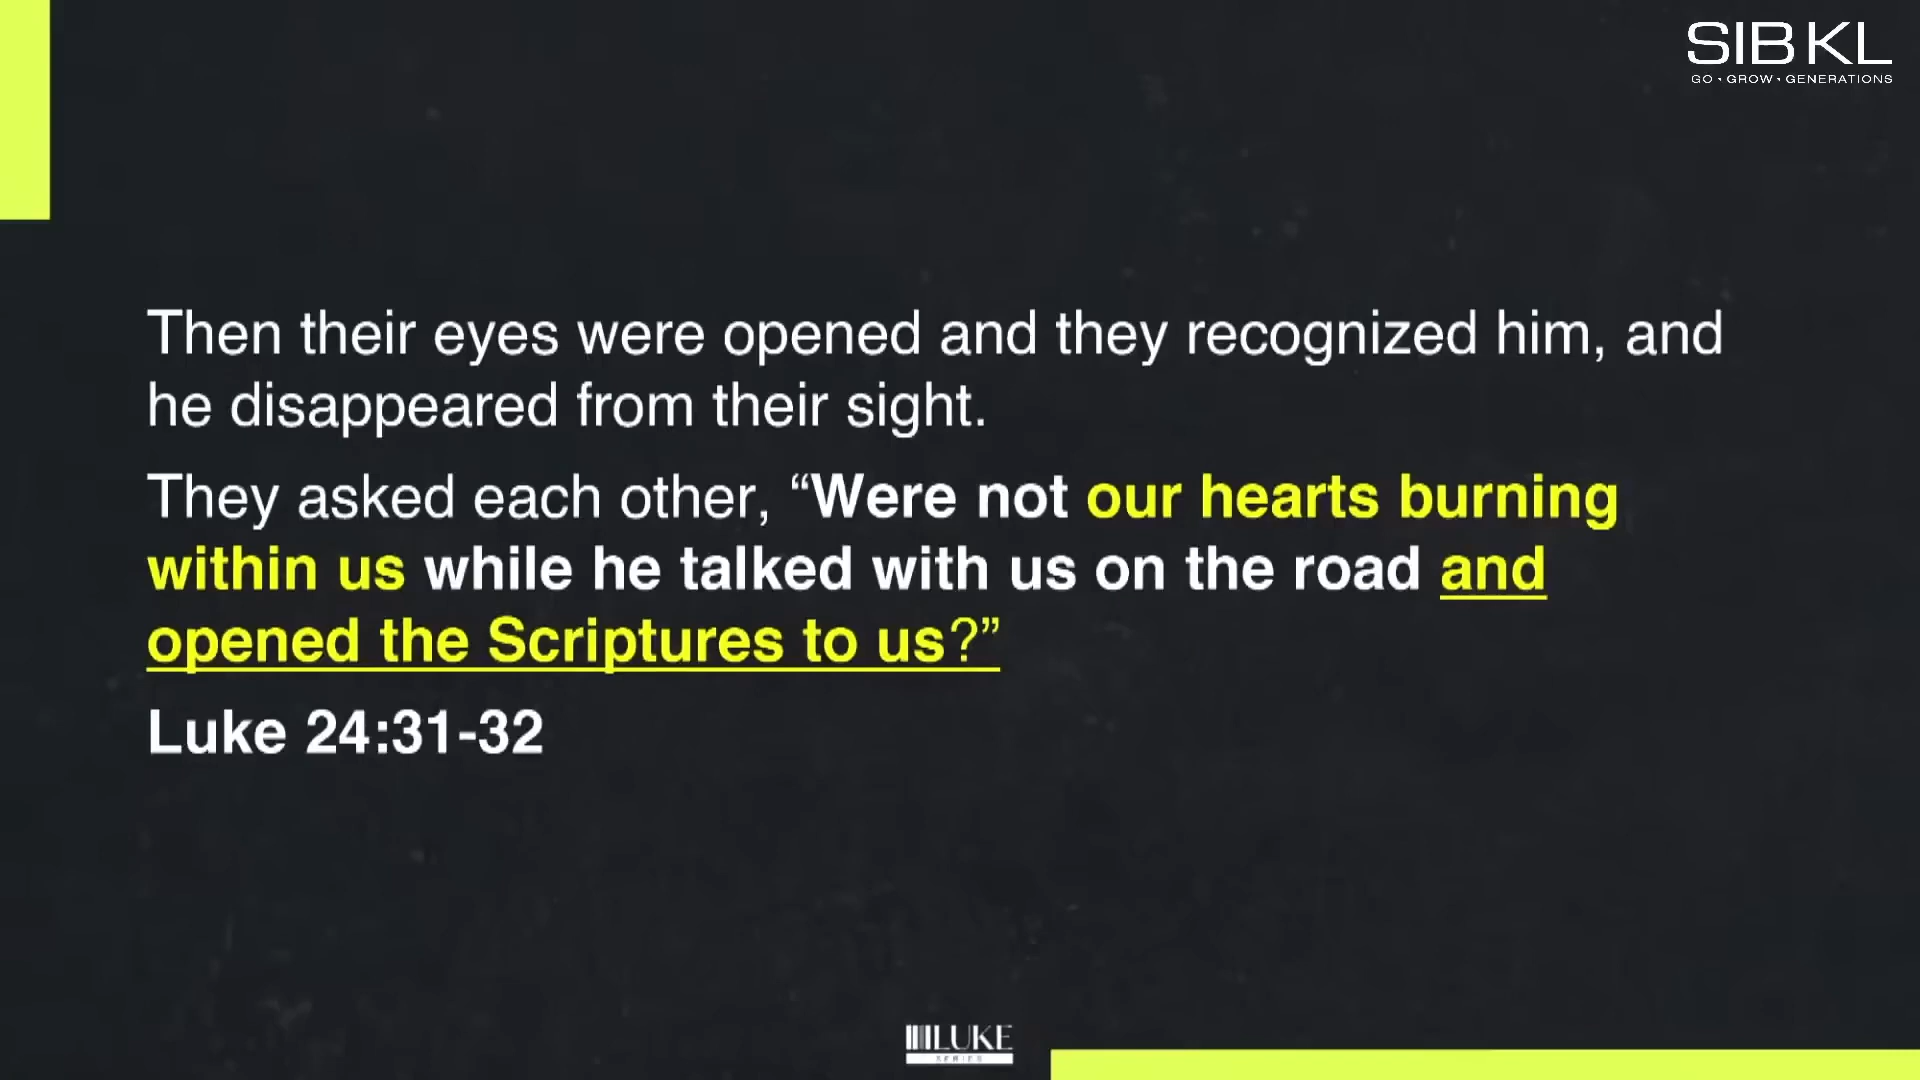 SIBKL
GO • GROW • GENERATIONS
Then their eyes were opened and they recognized him, and
he disappeared from their sight.
They asked each other, “Were not our hearts burning
within us while he talked with us on the road and
opened the Scriptures to us?”
Luke 24:31-32
LUKE
SERIES